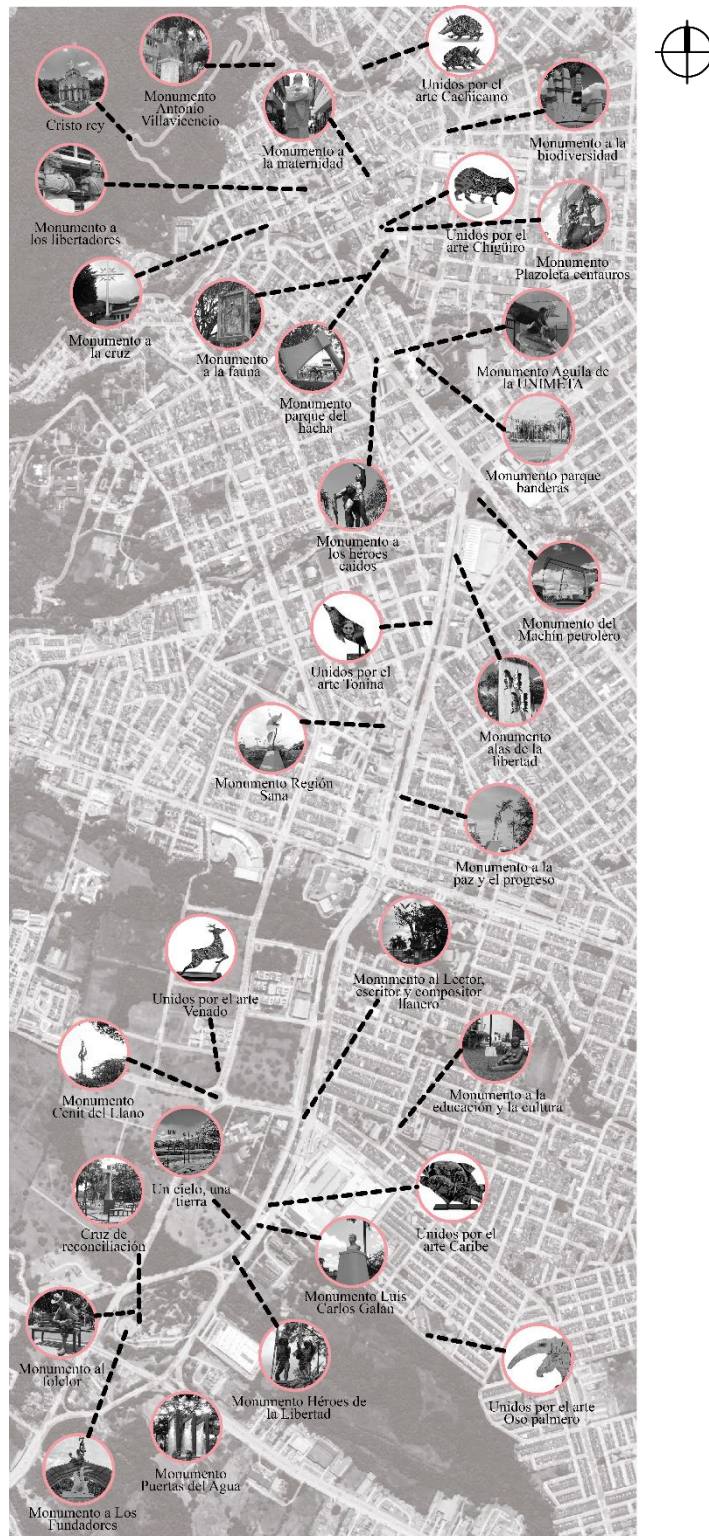 Unidos por el
arte Cachicamo
Monumento
Antonio
Villavicencio
Cristo rey
Monumento a
la maternidad
Monumento a la
biodiversidad
Monumento a
los libertadores
Unidos por el
arte Chigüiro
Monumento
Plazoleta centauros
Monumento a
la cruz
Monumento
a la fauna
Monumento
parque del
hacha
Monumento Aguila de
la UNIMETA
Monumento parque
banderas
Monumento a
los héroes
caidos
Monumento del
Machín petrolero
Unidos por el
arte Tonina
Monumento
alas de la
libertad
Monumento Región
Sana
Monumento a la
paz y el progreso
Monumento al Lector,
escritor y compositor
llanero
Unidos por el arte
Venado
Monumento
Cenit del Llano
Monumento a la
educación y la cultura
Un cielo, una
tierra
Cruz de
reconciliación
Unidos por el
arte Caribe
Monumento Luis
Carlos Galán
Monumento al
folclor
Monumento Héroes de
la Libertad
Unidos por el arte
Oso palmero
Monumento
Puertas del Agua
Monumento a Los
Fundadores